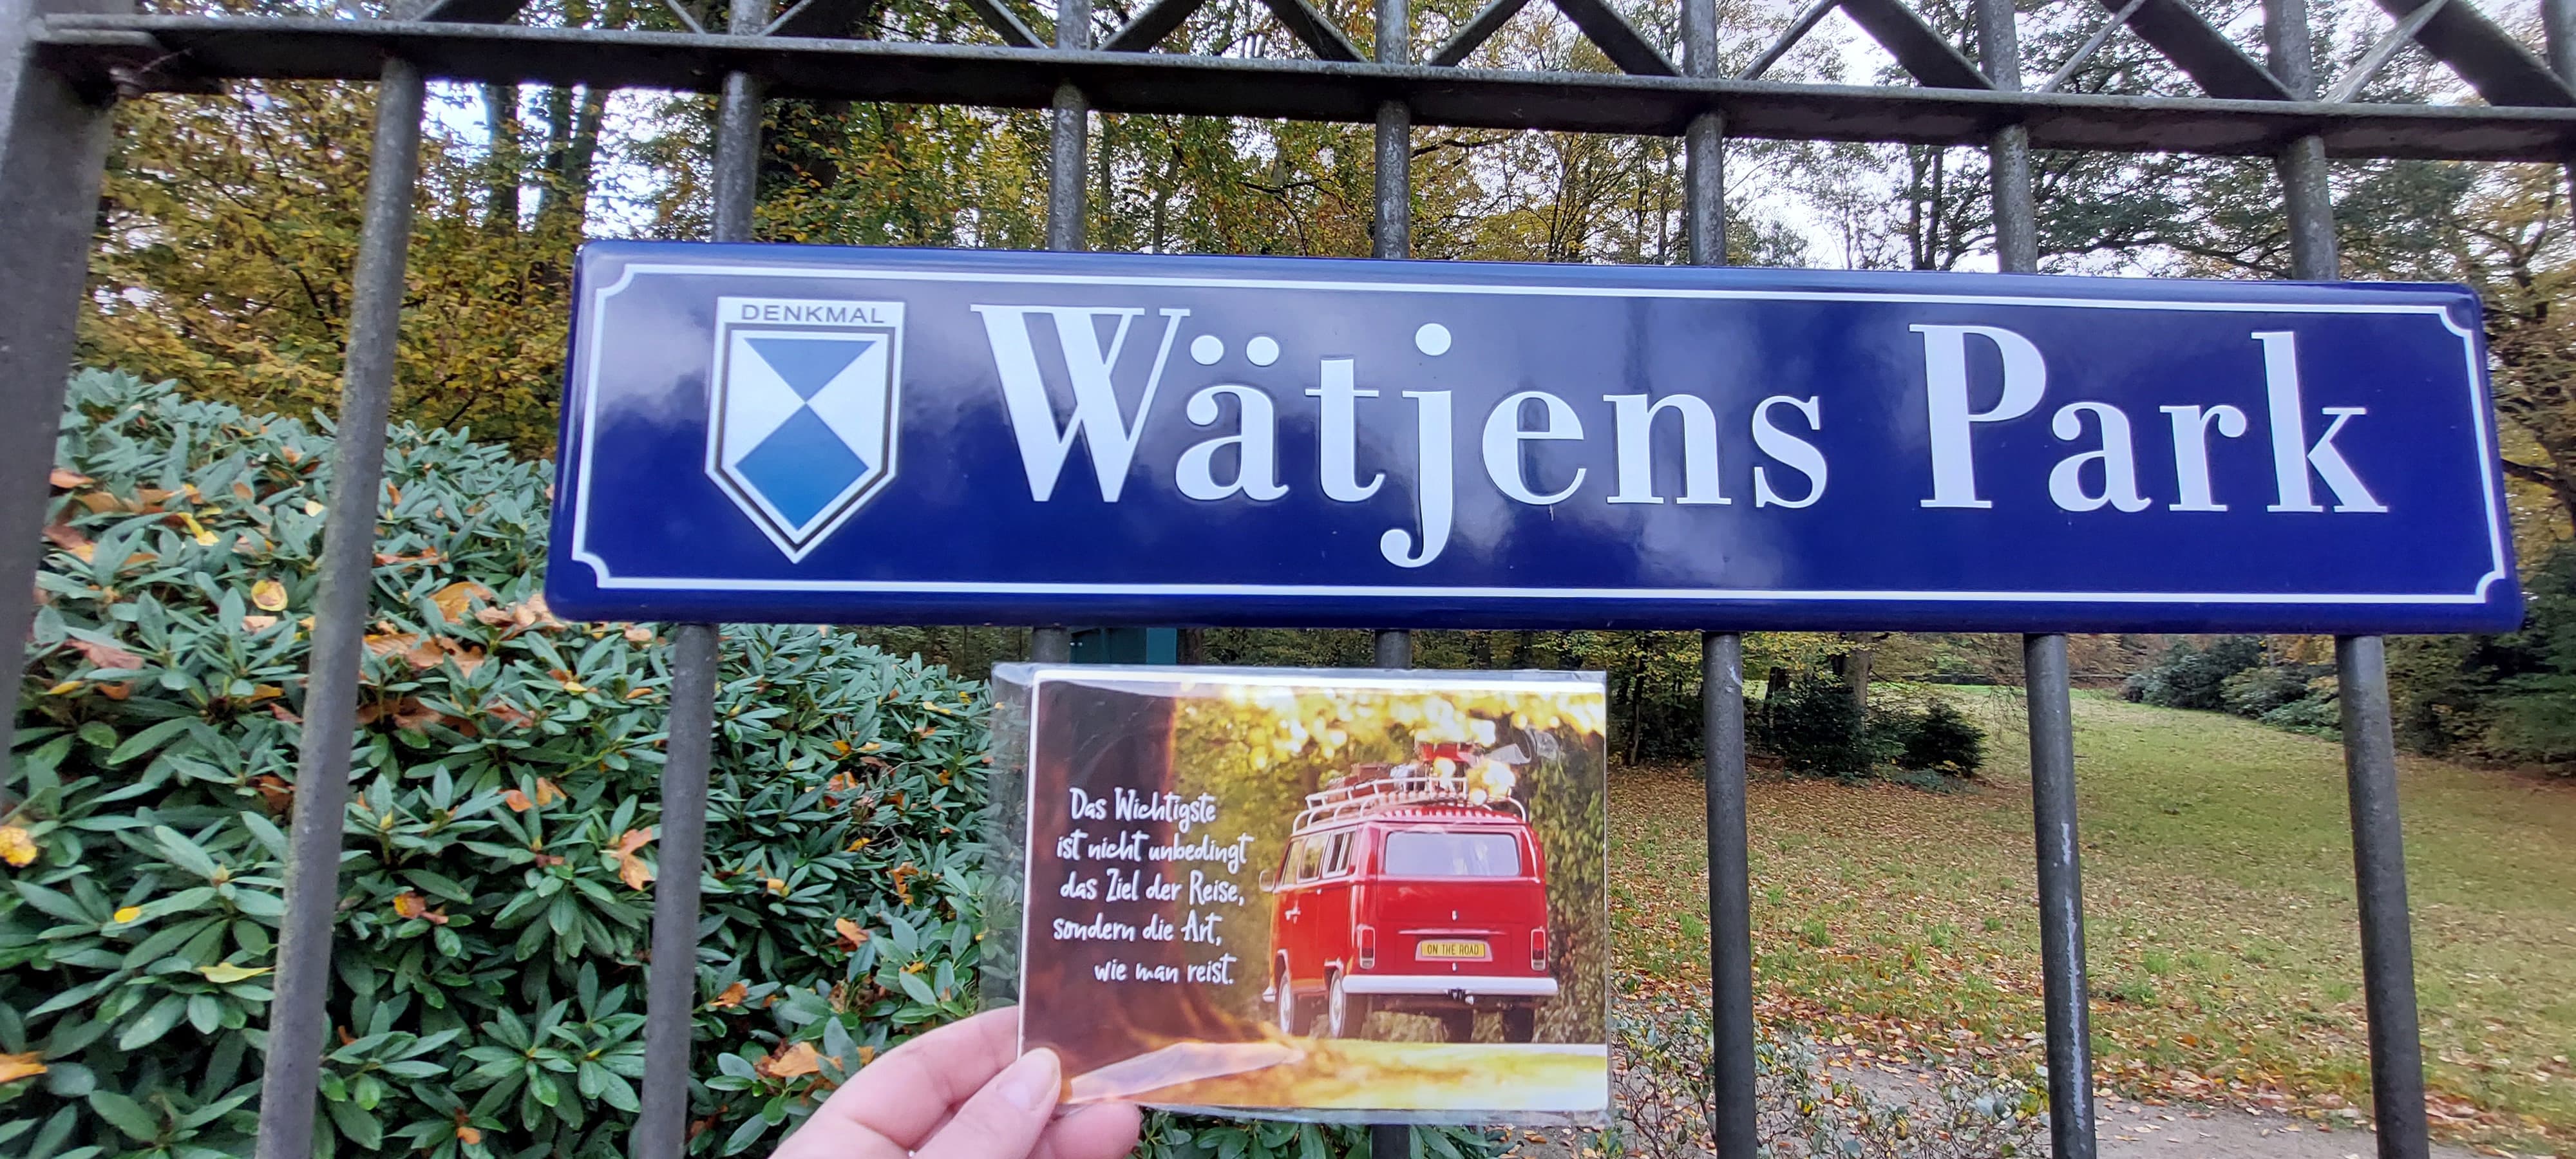 DENKMAL
Wätjens Park
Das Wichtigste
ist nicht unbedingt
das Ziel der Reise,
sondern die Art,
wie man reist.
ON THE ROAD